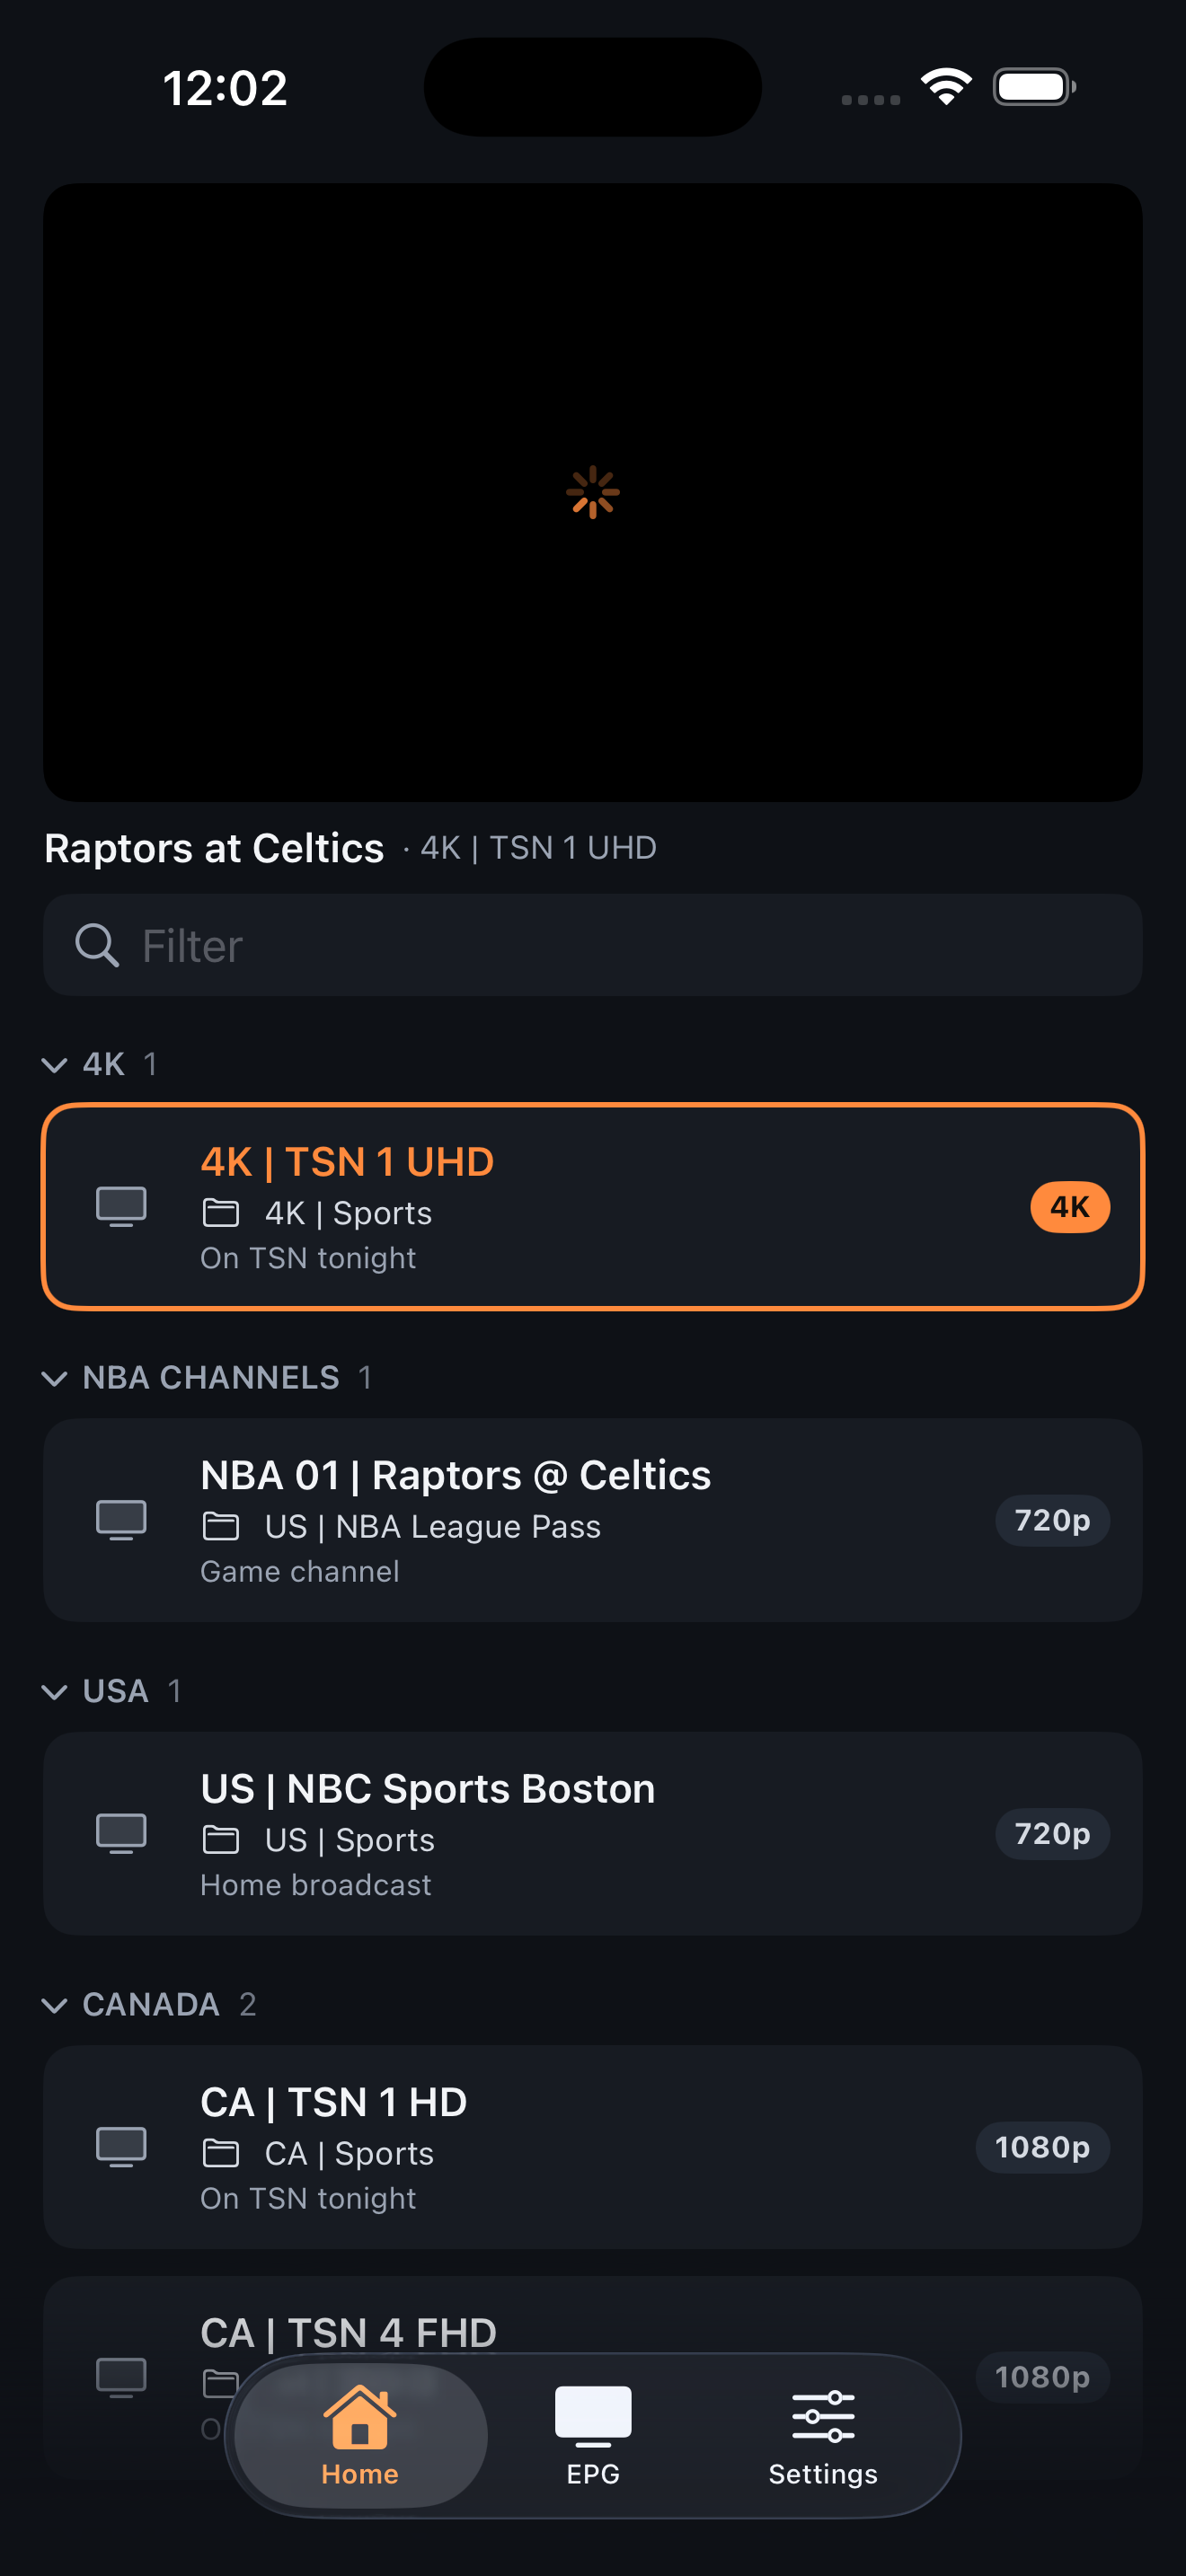 12:02
Raptors at Celtics · 4K | TSN 1 UHD
Filter
4K 1
4K | TSN 1 UHD
4K | Sports
On TSN tonight
4K
NBA CHANNELS 1
NBA 01 | Raptors @ Celtics
US | NBA League Pass
Game channel
720p
USA 1
US | NBC Sports Boston
US | Sports
Home broadcast
720p
CANADA 2
CA | TSN 1 HD
CA | Sports
On TSN tonight
1080p
CA | TSN 4 FHD
1080p
Home
EPG
Settings